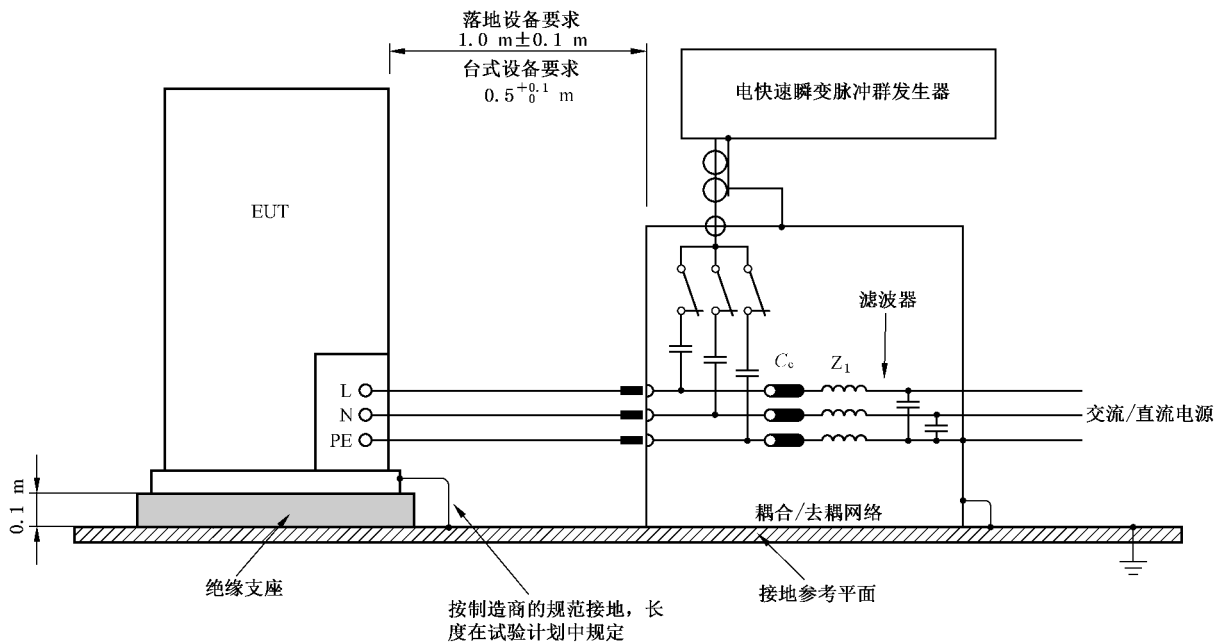 落地设备要求
1.0 m±0.1 m
台式设备要求
0.5 +0.1 0 m
电快速瞬变脉冲群发生器
EUT
滤波器
Cc
Z1
L
N
PE
交流/直流电源
0.1 m
耦合/去耦网络
绝缘支座
按制造商的规范接地，长
度在试验计划中规定
接地参考平面